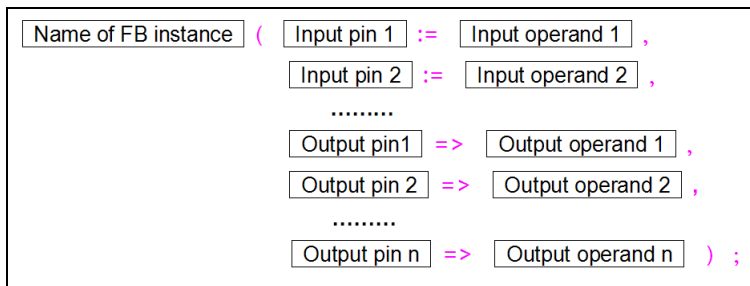 Name of FB instance ( Input pin 1 := Input operand 1 ,
Input pin 2 := Input operand 2 ,
.........
Output pin1 => Output operand 1 ,
Output pin 2 => Output operand 2 ,
.........
Output pin n => Output operand n ) ;